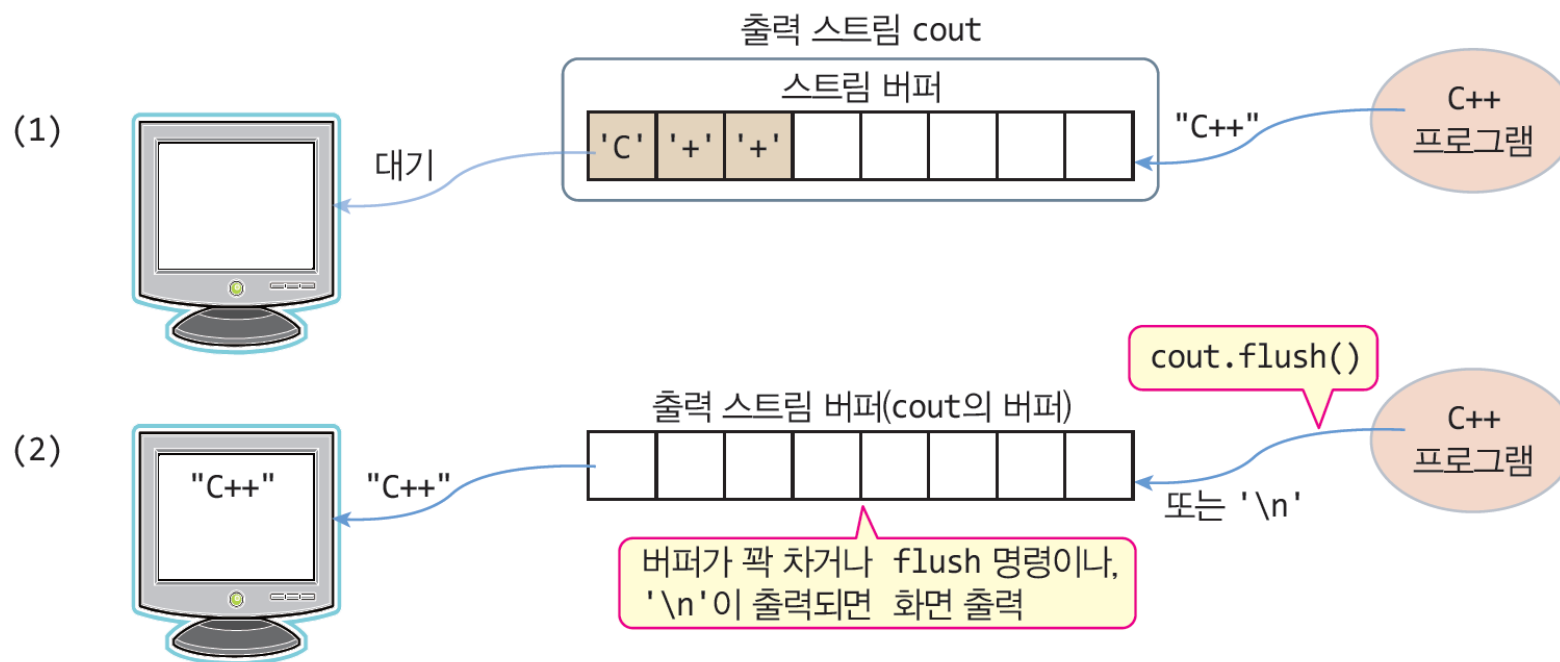 출력 스트림 cout
스트림 버퍼
(1)
대기
'C' '+' '+'
"C++"
C++
프로그램
cout.flush()
출력 스트림 버퍼(cout의 버퍼)
(2)
"C++"
"C++"
또는 '\n'
C++
프로그램
버퍼가 꽉 차거나 flush 명령이나,
'\n'이 출력되면 화면 출력